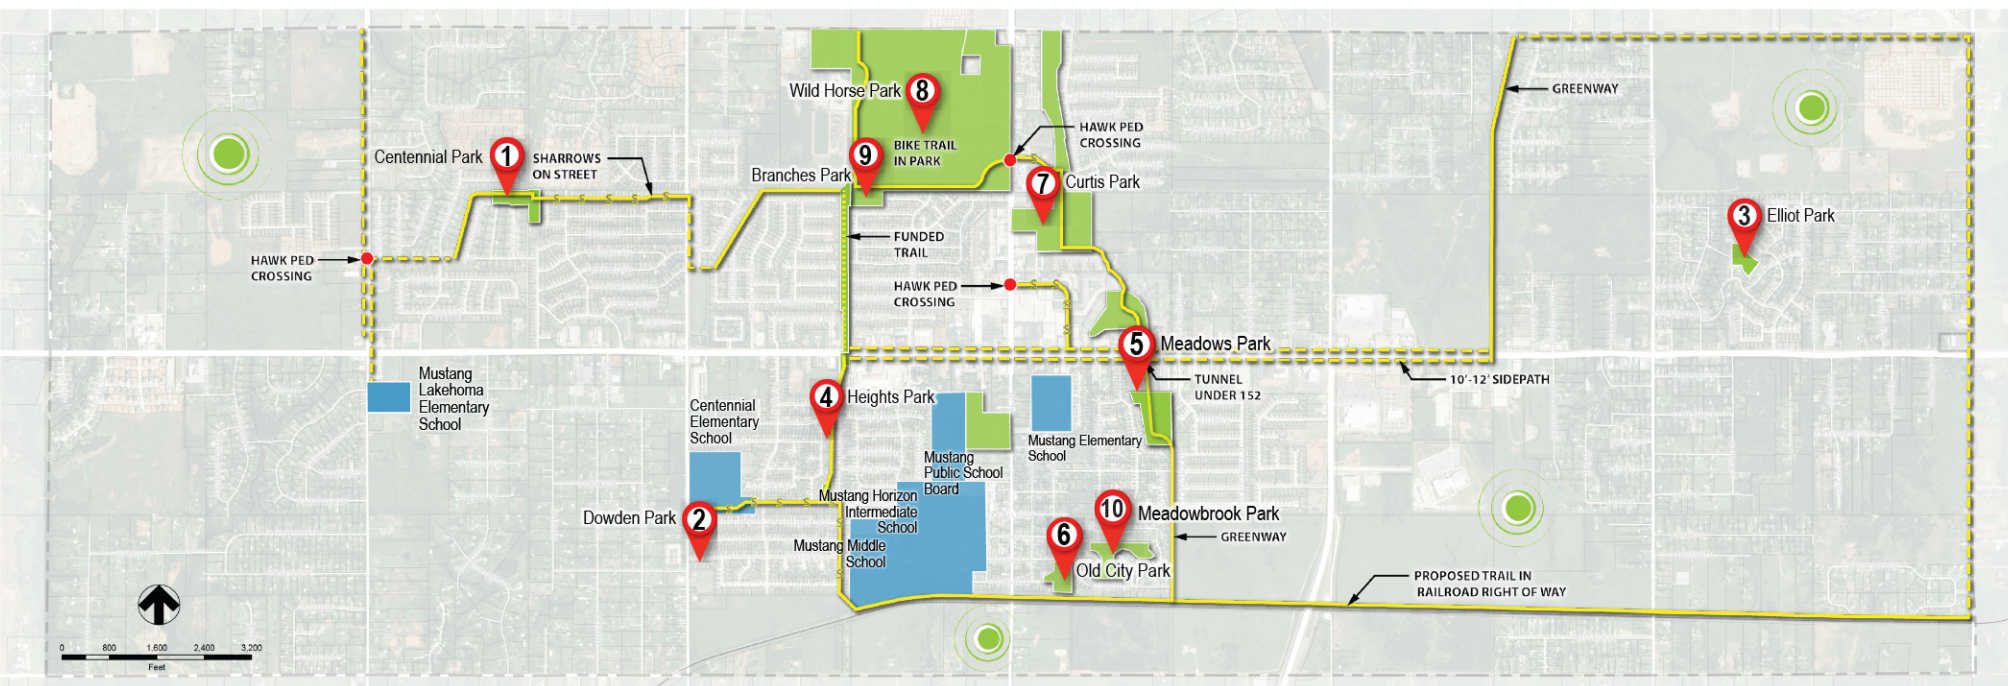 Wild Horse Park
8
BIKE TRAIL
IN PARK
HAWK PED
CROSSING
GREENWAY
Centennial Park
1
SHARROWS
ON STREET
9
Branches Park
7
Curtis Park
3
Elliot Park
FUNDED
TRAIL
HAWK PED
CROSSING
HAWK PED
CROSSING
5
Meadows Park
TUNNEL
UNDER 152
10'-12' SIDEPATH
Mustang
Lakehoma
Elementary
School
Centennial
Elementary
School
4
Heights Park
Mustang
Public School
Board
Mustang Elementary
School
Dowden Park
2
Mustang Horizon
Intermediate
School
Mustang Middle
School
10
Meadowbrook Park
6
Old City Park
GREENWAY
PROPOSED TRAIL IN
RAILROAD RIGHT OF WAY
0 800 1,600 2,400 3,200
Feet
S S S S S
S S
S
S
S
S S S S
S
S